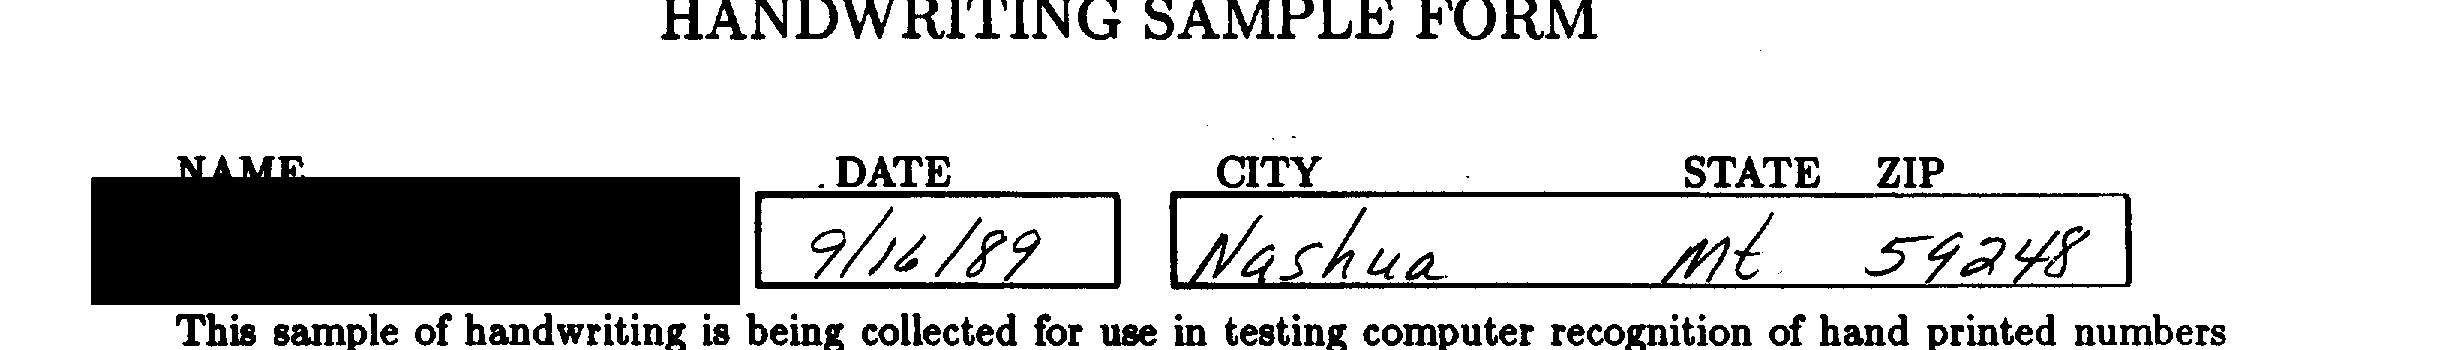 HANDWRITING SAMPLE FORM
NAME DATE CITY STATE ZIP
9/16/89 Nashua Mt 59248
This sample of handwriting is being collected for use in testing computer recognition of hand printed numbers